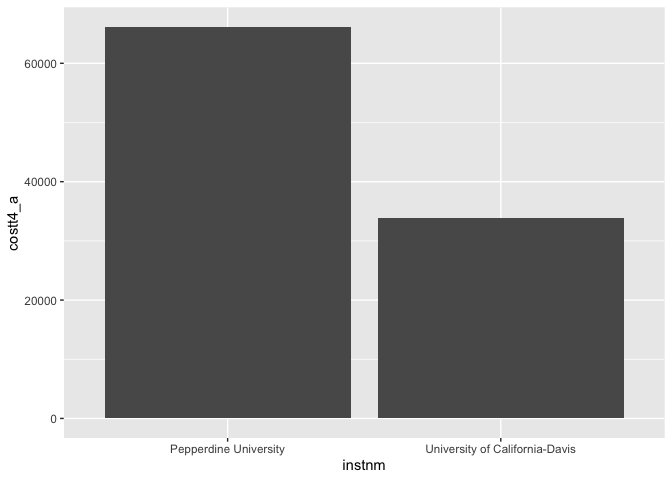 60000
40000
20000
0
costt4_a
Pepperdine University
University of California-Davis
instnm